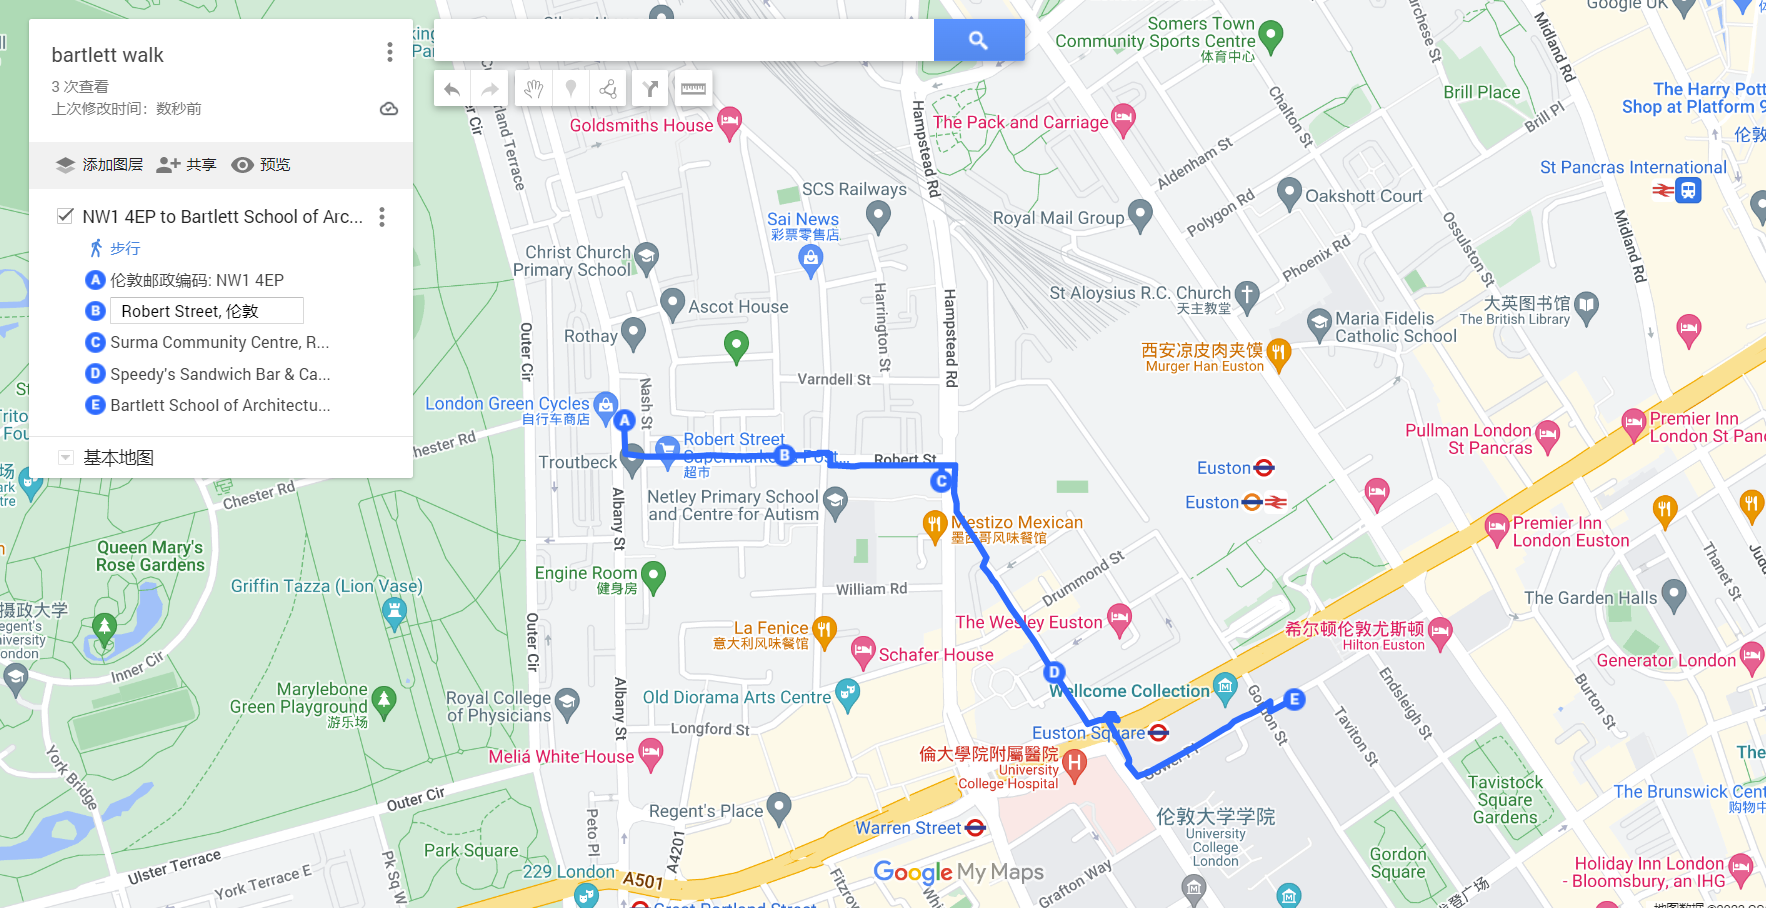 bartlett walk
3 次查看
上次修改时间：数秒前
添加图层
共享
预览
NW1 4EP to Bartlett School of Arc...
步行
A 伦敦邮政编码: NW1 4EP
B Robert Street, 伦敦
C Surma Community Centre, R...
D Speedy's Sandwich Bar & Ca...
E Bartlett School of Architectu...
基本地图
Somers Town
Community Sports Centre
体育中心
Google UK
Midland Rd
Brill Place
Brill Pl
The Harry Pott
Shop at Platform 9
伦敦
St Pancras International
Goldsmiths House
The Pack and Carriage
Hampstead Rd
Chalton St
Aldenham St
Oakshott Court
Polygon Rd
Ossulston St
Midland Rd
Outer Cir
SCS Railways
Sai News
彩票零售店
Royal Mail Group
Phoenix Rd
Christ Church
Primary School
Ascot House
Harrington St
Hampstead Rd
St Aloysius R.C. Church
天主教堂
大英图书馆
The British Library
Maria Fidelis
Catholic School
Rothay
Outer Cir
西安凉皮肉夹馍
Murger Han Euston
Varndell St
Nash St
London Green Cycles
自行车商店
A
Robert Street
超市
B
Robert St
C
Troutbeck
Chester Rd
Chester Rd
Netley Primary School
and Centre for Autism
Albany St
Mestizo Mexican
墨西哥风味餐馆
Euston
Euston
Pullman London
St Pancras
Premier Inn
London St Panc
Premier Inn
London Euston
Thanet St
Judd
Queen Mary's
Rose Gardens
Griffin Tazza (Lion Vase)
摄政大学
egent's
iversity
ondon
Engine Room
健身房
William Rd
Drummond St
The Garden Halls
The Wesley Euston
希尔顿伦敦尤斯顿
Hilton Euston
La Fenice
意大利风味餐馆
Schafer House
Outer Cir
Inner Cir
Generator London
D
Wellcome Collection
E
Endsleigh St
Burton St
Gordon St
Taviton St
Marylebone
Green Playground
游乐场
Royal College
of Physicians
Albany St
Old Diorama Arts Centre
Longford St
Euston Square
Meliá White House
倫大學院附屬醫院
University
College Hospital
Gower Pl
York Bridge
Outer Cir
Regent's Place
Warren Street
伦敦大学学院
University
College
London
Tavistock
Square
Gardens
The Brunswick Cent
购物中
Peto Pl
A4201
Park Square
Ulster Terrace
York Terrace E
Pk Sq W
229 London
A501
Google My Maps
Grafton Way
Gordon
Square
Holiday Inn London
- Bloomsbury, an IHG
Great Portland Street